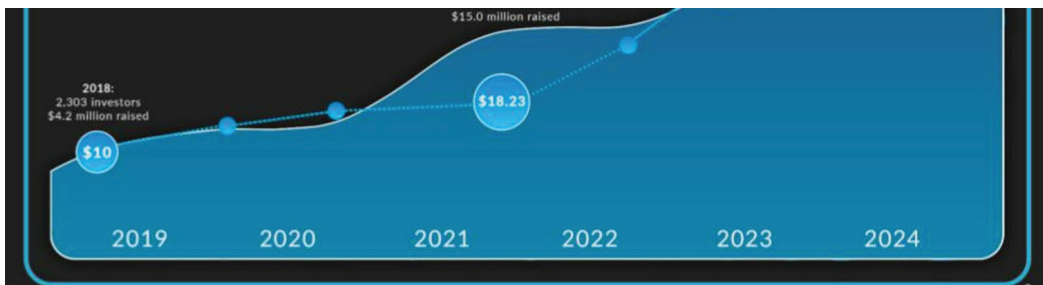 $15.0 million raised
2018:
2,303 investors
$4.2 million raised
$10
$18.23
2019 2020 2021 2022 2023 2024